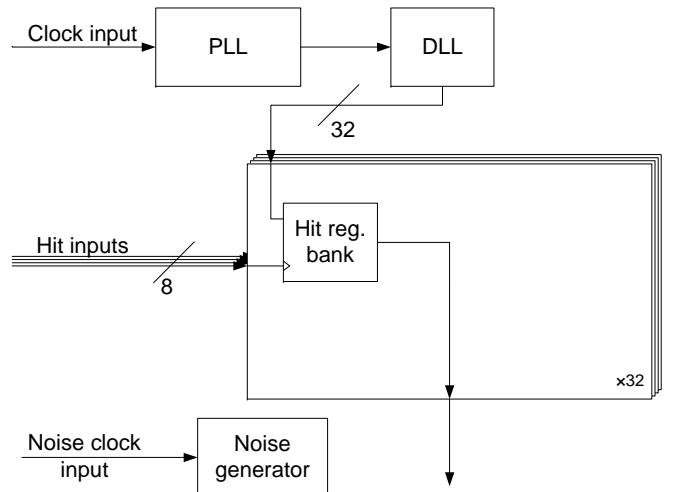 Clock input
PLL
DLL
32
Hit inputs
8
Hit reg.
bank
×32
Noise clock
input
Noise
generator